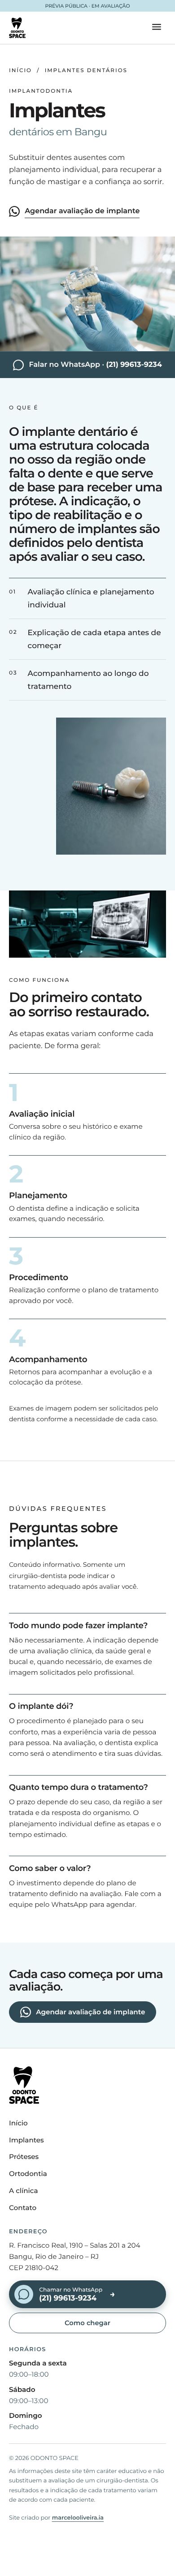 PRÉVIA PÚBLICA · EM AVALIAÇÃO
ODONTO
SPACE
INÍCIO / IMPLANTES DENTÁRIOS
IMPLANTODONTIA
Implantes
dentários em Bangu
Substituir dentes ausentes com
planejamento individual para recuperar a
função de mastigar e a confiança ao sorrir.
Agendar avaliação de implante
Falar no WhatsApp · (21) 99613-9234
O QUE É
O implante dentário é
uma estrutura colocada
no osso da região onde
falta o dente e que serve
de base para receber uma
prótese. A indicação, o
tipo de reabilitação e o
número de implantes são
definidos pelo dentista
após avaliar o seu caso.
01 Avaliação clínica e planejamento
individual
02 Explicação de cada etapa antes de
começar
03 Acompanhamento ao longo do
tratamento
COMO FUNCIONA
Do primeiro contato
ao sorriso restaurado.
As etapas exatas variam conforme cada
paciente. De forma geral:
1
Avaliação inicial
Conversa sobre o seu histórico e exame
clínico da região.
2
Planejamento
O dentista define a indicação e solicita
exames, quando necessário.
3
Procedimento
Realização conforme o plano de tratamento
aprovado por você.
4
Acompanhamento
Retornos para acompanhar a evolução e a
colocação da prótese.
Exames de imagem podem ser solicitados pelo
dentista conforme a necessidade de cada caso.
DÚVIDAS FREQUENTES
Perguntas sobre
implantes.
Conteúdo informativo. Somente um
cirurgião-dentista pode indicar o
tratamento adequado após avaliar você.
Todo mundo pode fazer implante?
Não necessariamente. A indicação depende
de uma avaliação clínica, da saúde geral e
bucal e, quando necessário, de exames de
imagem solicitados pelo profissional.
O implante dói?
O procedimento é planejado para o seu
conforto, mas a experiência varia de pessoa
para pessoa. Na avaliação, o dentista explica
como será o atendimento e tira suas dúvidas.
Quanto tempo dura o tratamento?
O prazo depende do seu caso, da região a ser
tratada e da resposta do organismo. O
planejamento individual define as etapas e o
tempo estimado.
Como saber o valor?
O investimento depende do plano de
tratamento definido na avaliação. Fale com a
equipe pelo WhatsApp para agendar.
Cada caso começa por uma
avaliação.
Agendar avaliação de implante
ODONTO
SPACE
Início
Implantes
Próteses
Ortodontia
A clínica
Contato
ENDEREÇO
R. Francisco Real, 1910 – Salas 201 a 204
Bangu, Rio de Janeiro – RJ
CEP 21810-042
Chamar no WhatsApp
(21) 99613-9234
Como chegar
HORÁRIOS
Segunda a sexta
09:00–18:00
Sábado
09:00–13:00
Domingo
Fechado
© 2026 ODONTO SPACE
As informações deste site têm caráter educativo e não
substituem a avaliação de um cirurgião-dentista. Os
resultados e a indicação de cada tratamento variam
de acordo com cada paciente.
Site criado por marcelooliveira.ia